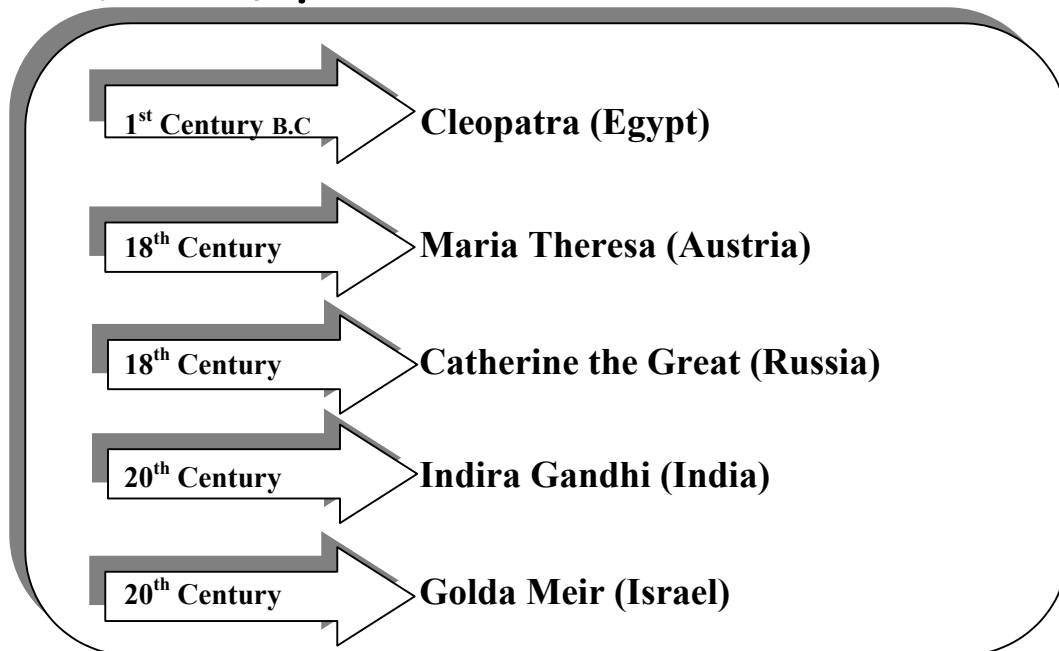 1st Century B.C Cleopatra (Egypt)
18th Century Maria Theresa (Austria)
18th Century Catherine the Great (Russia)
20th Century Indira Gandhi (India)
20th Century Golda Meir (Israel)